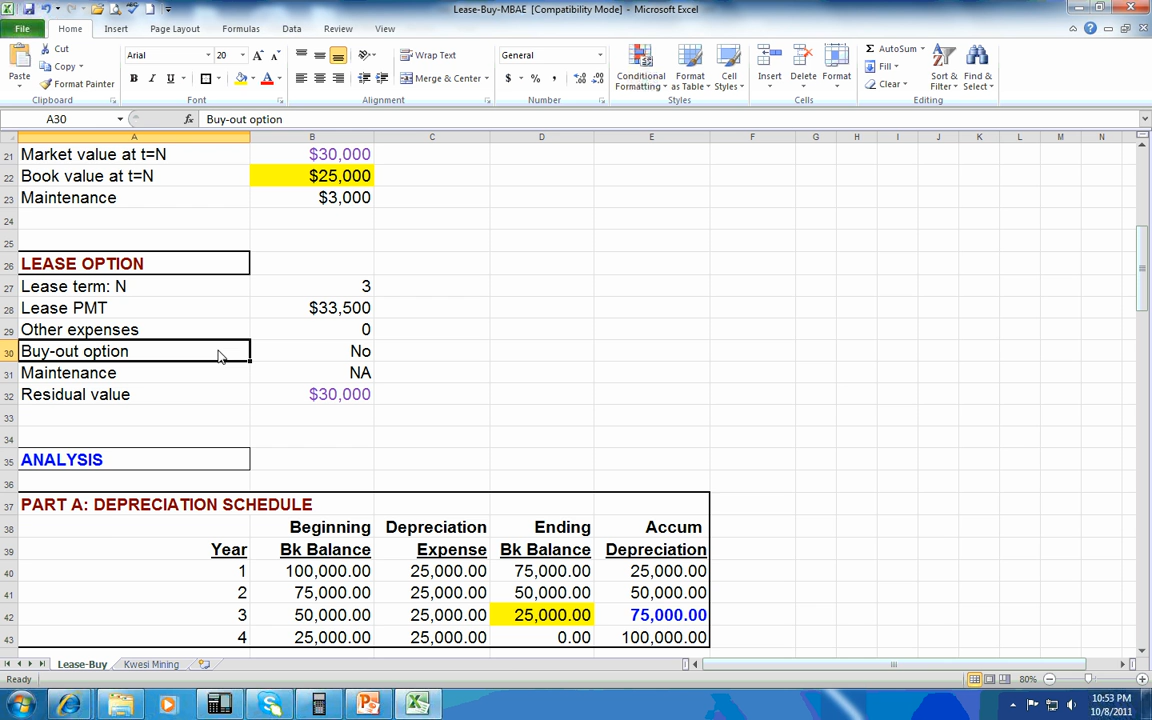 Lease-Buy-MBAE [Compatibility Mode] - Microsoft Excel
File Home Insert Page Layout Formulas Data Review View
Paste Cut Copy Format Painter
Arial 20 A A
B I U A
Wrap Text
Merge & Center
General
$ % ,
Conditional Formatting Format as Table Cell Styles
Insert Delete Format
Σ AutoSum Fill Clear
Sort & Filter Find & Select
Clipboard Font Alignment Number Styles Cells Editing
A30 fx Buy-out option
A B C D E F G H I J K L M N
21 Market value at t=N $30,000
22 Book value at t=N $25,000
23 Maintenance $3,000
24
25
26 LEASE OPTION
27 Lease term: N 3
28 Lease PMT $33,500
29 Other expenses 0
30 Buy-out option No
31 Maintenance NA
32 Residual value $30,000
33
34
35 ANALYSIS
36
37 PART A: DEPRECIATION SCHEDULE
38 Beginning Depreciation Ending Accum
39 Year Bk Balance Expense Bk Balance Depreciation
40 1 100,000.00 25,000.00 75,000.00 25,000.00
41 2 75,000.00 25,000.00 50,000.00 50,000.00
42 3 50,000.00 25,000.00 25,000.00 75,000.00
43 4 25,000.00 25,000.00 0.00 100,000.00
Lease-Buy Kwesi Mining
Ready 80%
10:53 PM
10/8/2011